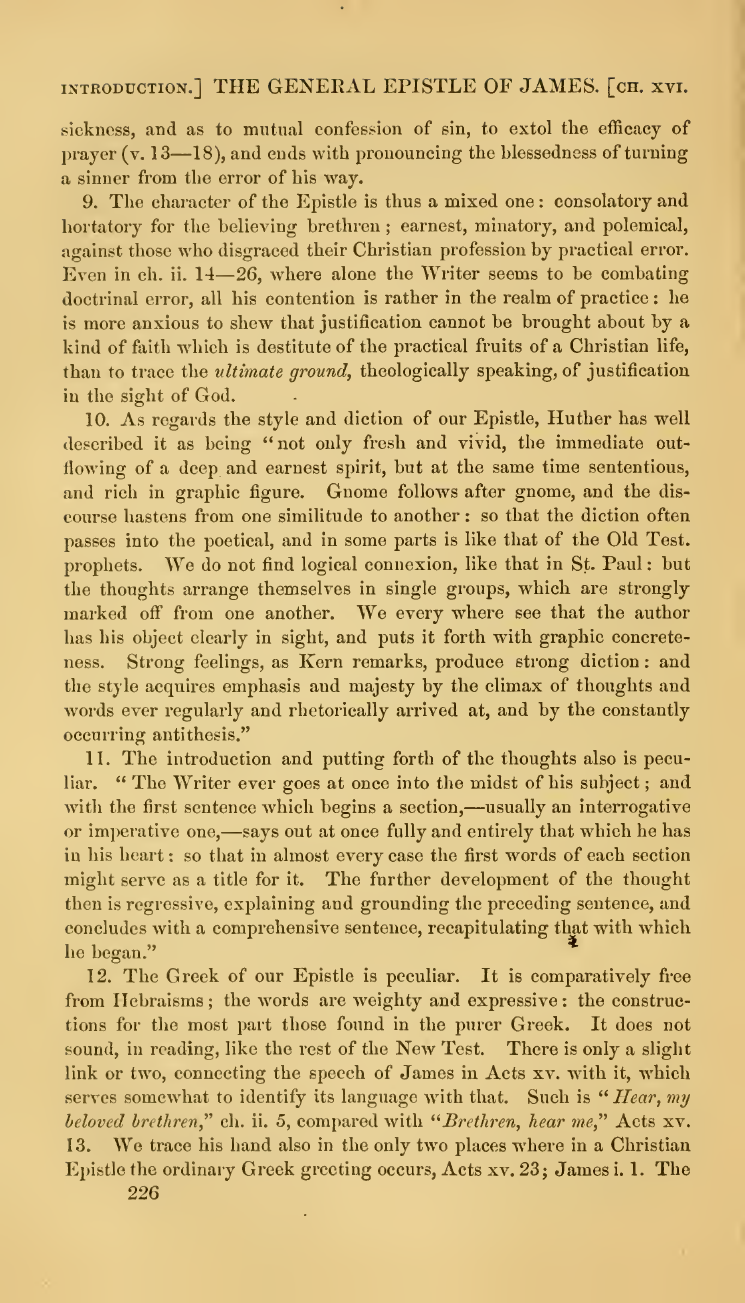 INTRODUCTION.] THE GENERAL EPISTLE OF JAMES. [CH. XVI.
sickness, and as to mutual confession of sin, to extol the efficacy of
prayer (v. 13—18), and ends with pronouncing the blessedness of turning
a sinner from the error of his way.
9. The character of the Epistle is thus a mixed one: consolatory and
hortatory for the believing brethren; earnest, minatory, and polemical,
against those who disgraced their Christian profession by practical error.
Even in ch. ii. 14—26, where alone the Writer seems to be combating
doctrinal error, all his contention is rather in the realm of practice: he
is more anxious to shew that justification cannot be brought about by a
kind of faith which is destitute of the practical fruits of a Christian life,
than to trace the ultimate ground, theologically speaking, of justification
in the sight of God.
10. As regards the style and diction of our Epistle, Huther has well
described it as being “not only fresh and vivid, the immediate out-
flowing of a deep and earnest spirit, but at the same time sententious,
and rich in graphic figure. Gnome follows after gnome, and the dis-
course hastens from one similitude to another: so that the diction often
passes into the poetical, and in some parts is like that of the Old Test.
prophets. We do not find logical connexion, like that in St. Paul: but
the thoughts arrange themselves in single groups, which are strongly
marked off from one another. We every where see that the author
has his object clearly in sight, and puts it forth with graphic concrete-
ness. Strong feelings, as Kern remarks, produce strong diction: and
the style acquires emphasis and majesty by the climax of thoughts and
words ever regularly and rhetorically arrived at, and by the constantly
occurring antithesis.”
11. The introduction and putting forth of the thoughts also is pecu-
liar. “The Writer ever goes at once into the midst of his subject; and
with the first sentence which begins a section,—usually an interrogative
or imperative one,—says out at once fully and entirely that which he has
in his heart: so that in almost every case the first words of each section
might serve as a title for it. The further development of the thought
then is regressive, explaining and grounding the preceding sentence, and
concludes with a comprehensive sentence, recapitulating that with which
he began.”
12. The Greek of our Epistle is peculiar. It is comparatively free
from Hebraisms; the words are weighty and expressive: the construc-
tions for the most part those found in the purer Greek. It does not
sound, in reading, like the rest of the New Test. There is only a slight
link or two, connecting the speech of James in Acts xv. with it, which
serves somewhat to identify its language with that. Such is “Hear, my
beloved brethren,” ch. ii. 5, compared with “Brethren, hear me,” Acts xv.
13. We trace his hand also in the only two places where in a Christian
Epistle the ordinary Greek greeting occurs, Acts xv. 23; James i. 1. The
226